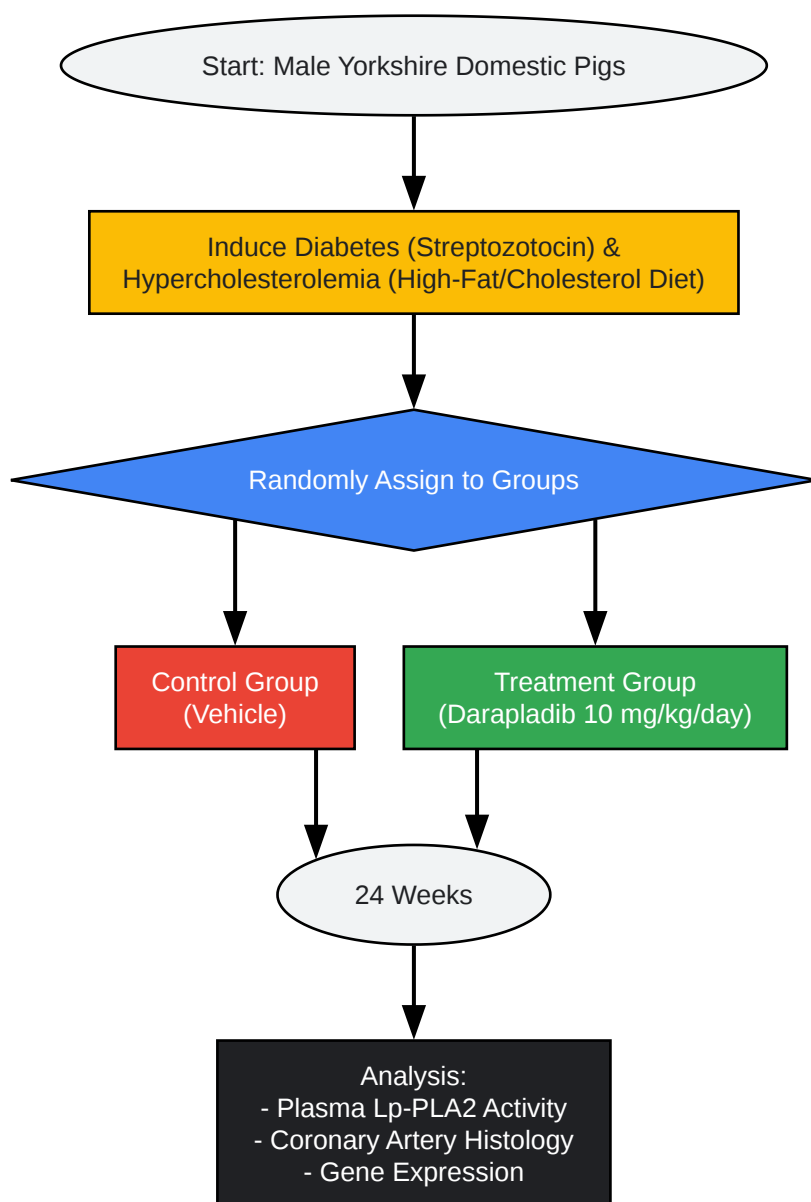 Start: Male Yorkshire Domestic Pigs
Induce Diabetes (Streptozotocin) &
Hypercholesterolemia (High-Fat/Cholesterol Diet)
Randomly Assign to Groups
Control Group
(Vehicle)
Treatment Group
(Darapladib 10 mg/kg/day)
24 Weeks
Analysis:
- Plasma Lp-PLA2 Activity
- Coronary Artery Histology
- Gene Expression